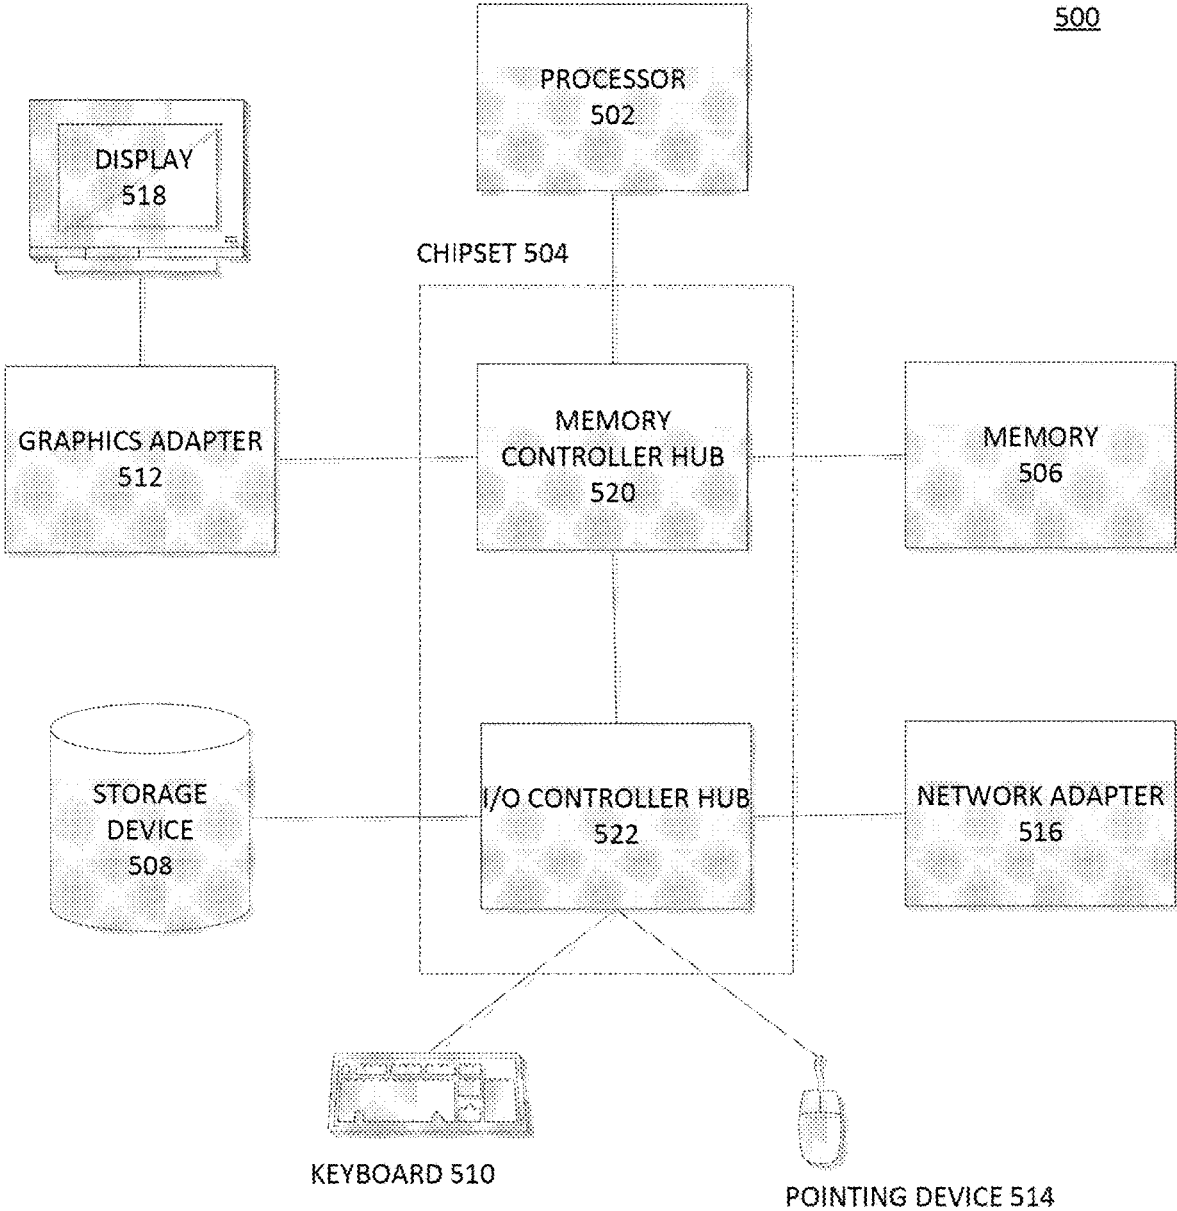 500
PROCESSOR
502
DISPLAY
518
CHIPSET 504
GRAPHICS ADAPTER
512
MEMORY
CONTROLLER HUB
520
MEMORY
506
STORAGE
DEVICE
508
I/O CONTROLLER HUB
522
NETWORK ADAPTER
516
KEYBOARD 510
POINTING DEVICE 514